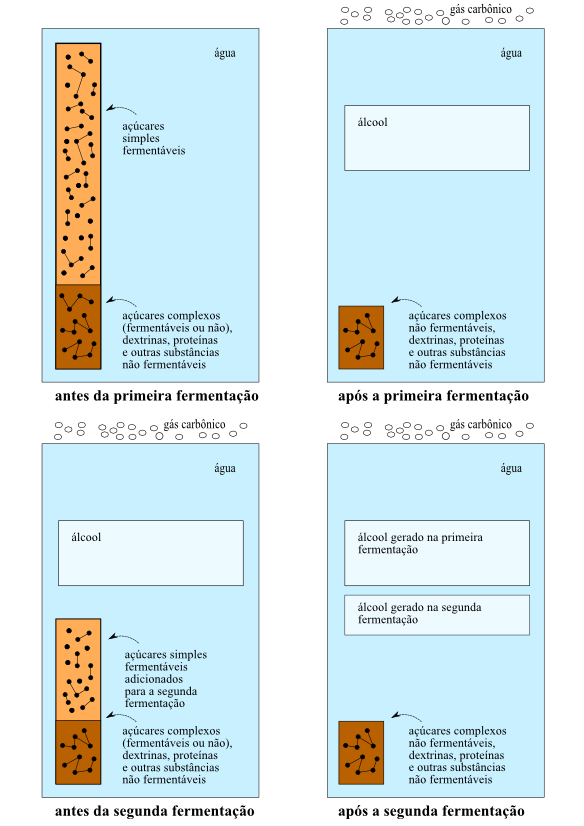 gás carbônico
água
açúcares
simples
fermentáveis
açúcares complexos
(fermentáveis ou não),
dextrinas, proteínas
e outras substâncias
não fermentáveis
antes da primeira fermentação
água
álcool
açúcares complexos
não fermentáveis,
dextrinas, proteínas
e outras substâncias
não fermentáveis
após a primeira fermentação
gás carbônico
água
álcool
açúcares simples
fermentáveis
adicionados
para a segunda
fermentação
açúcares complexos
(fermentáveis ou não),
dextrinas, proteínas
e outras substâncias
não fermentáveis
antes da segunda fermentação
gás carbônico
água
álcool gerado na primeira
fermentação
álcool gerado na segunda
fermentação
açúcares complexos
não fermentáveis,
dextrinas, proteínas
e outras substâncias
não fermentáveis
após a segunda fermentação